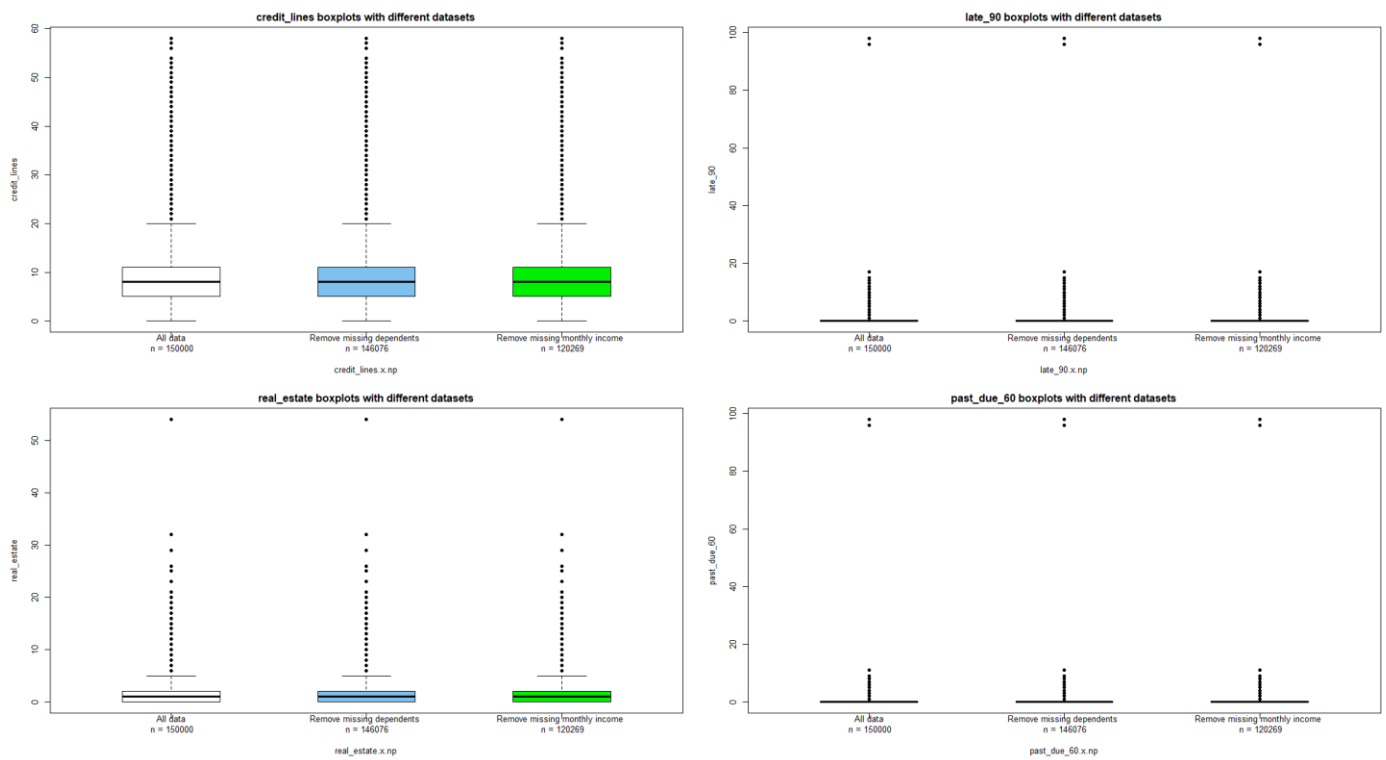 credit_lines boxplots with different datasets
60
50
40
30
20
10
0
credit_lines
All data
n = 150000
Remove missing dependents
n = 146076
Remove missing monthly income
n = 120269
credit_lines.x.np
late_90 boxplots with different datasets
100
80
60
40
20
0
late_90
All data
n = 150000
Remove missing dependents
n = 146076
Remove missing monthly income
n = 120269
late_90.x.np
real_estate boxplots with different datasets
50
40
30
20
10
0
real_estate
All data
n = 150000
Remove missing dependents
n = 146076
Remove missing monthly income
n = 120269
real_estate.x.np
past_due_60 boxplots with different datasets
100
80
60
40
20
0
past_due_60
All data
n = 150000
Remove missing dependents
n = 146076
Remove missing monthly income
n = 120269
past_due_60.x.np